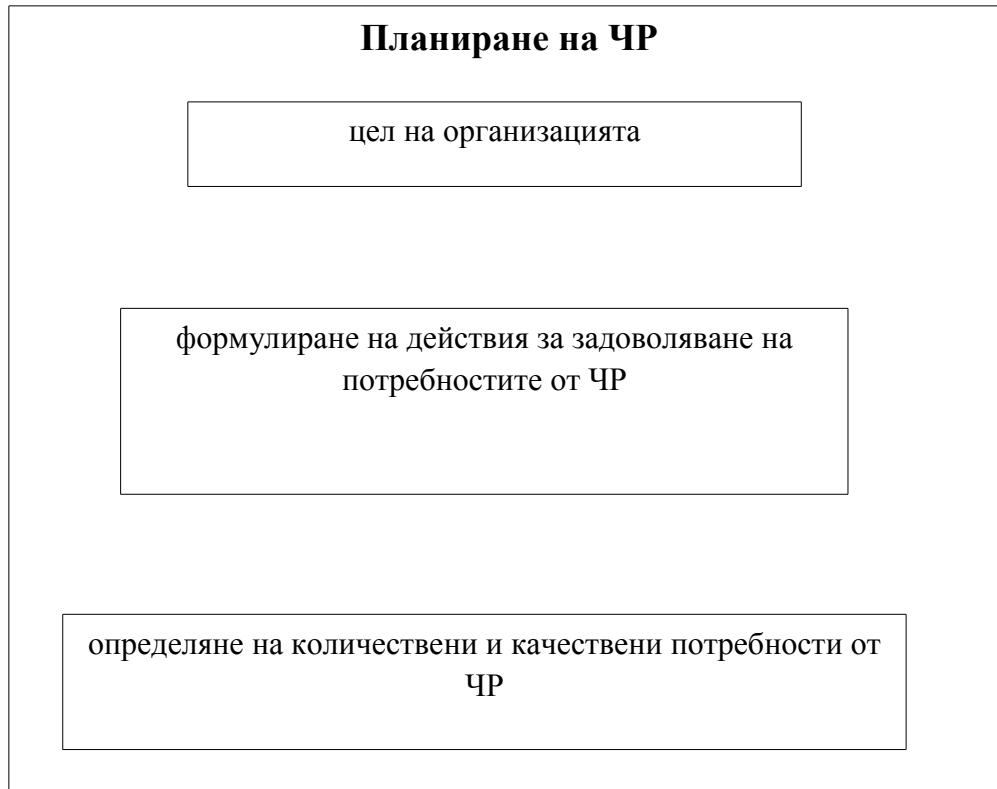 Планиране на ЧР
цел на организацията
формулиране на действия за задоволяване на
потребностите от ЧР
определяне на количествени и качествени потребности от
ЧР